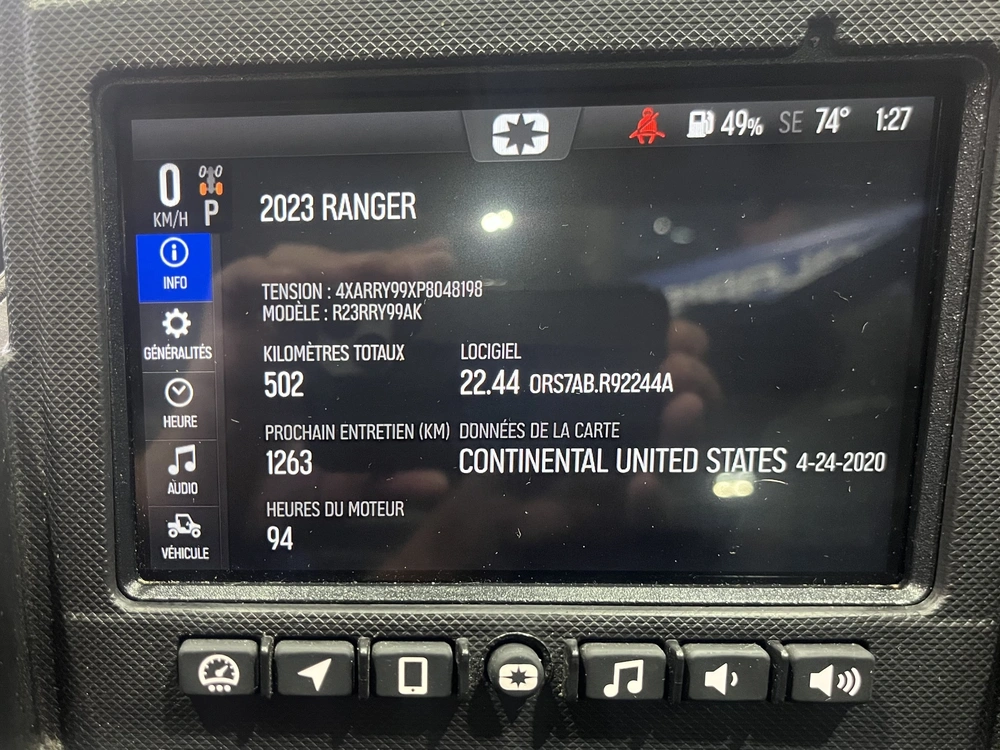 49% SE 74° 1:27
0
KM/H P
2023 RANGER
INFO
TENSION : 4XARRY99XP8048198
MODÈLE : R23RRY99AK
GÉNÉRALITÉS
KILOMÈTRES TOTAUX
LOCIGIEL
502
22.44 ORS7AB.R92244A
HEURE
PROCHAIN ENTRETIEN (KM)
DONNÉES DE LA CARTE
1263
CONTINENTAL UNITED STATES 4-24-2020
AUDIO
HEURES DU MOTEUR
94
VÉHICULE